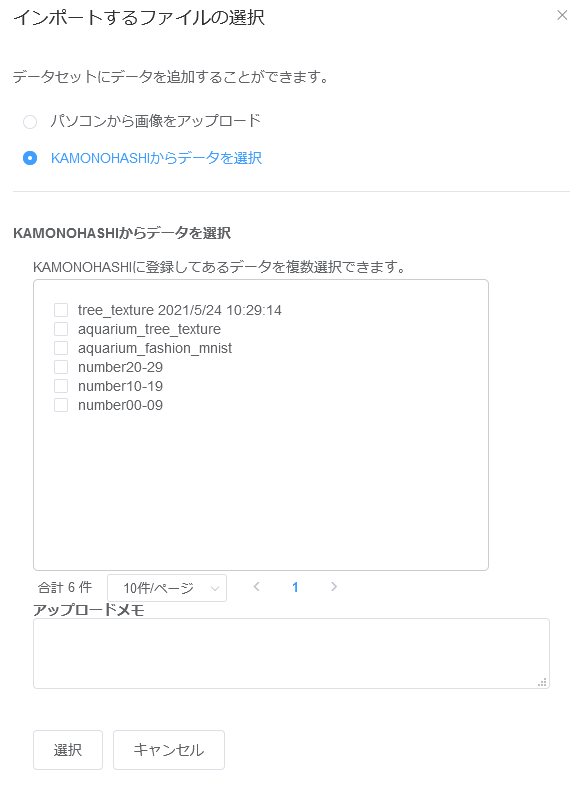 インポートするファイルの選択
データセットにデータを追加することができます。
パソコンから画像をアップロード
KAMONOHASHIからデータを選択
KAMONOHASHIからデータを選択
KAMONOHASHIに登録してあるデータを複数選択できます。
tree_texture 2021/5/24 10:29:14
aquarium_tree_texture
aquarium_fashion_mnist
number20-29
number10-19
number00-09
合計 6 件 10件/ページ 1
アップロードメモ
選択 キャンセル